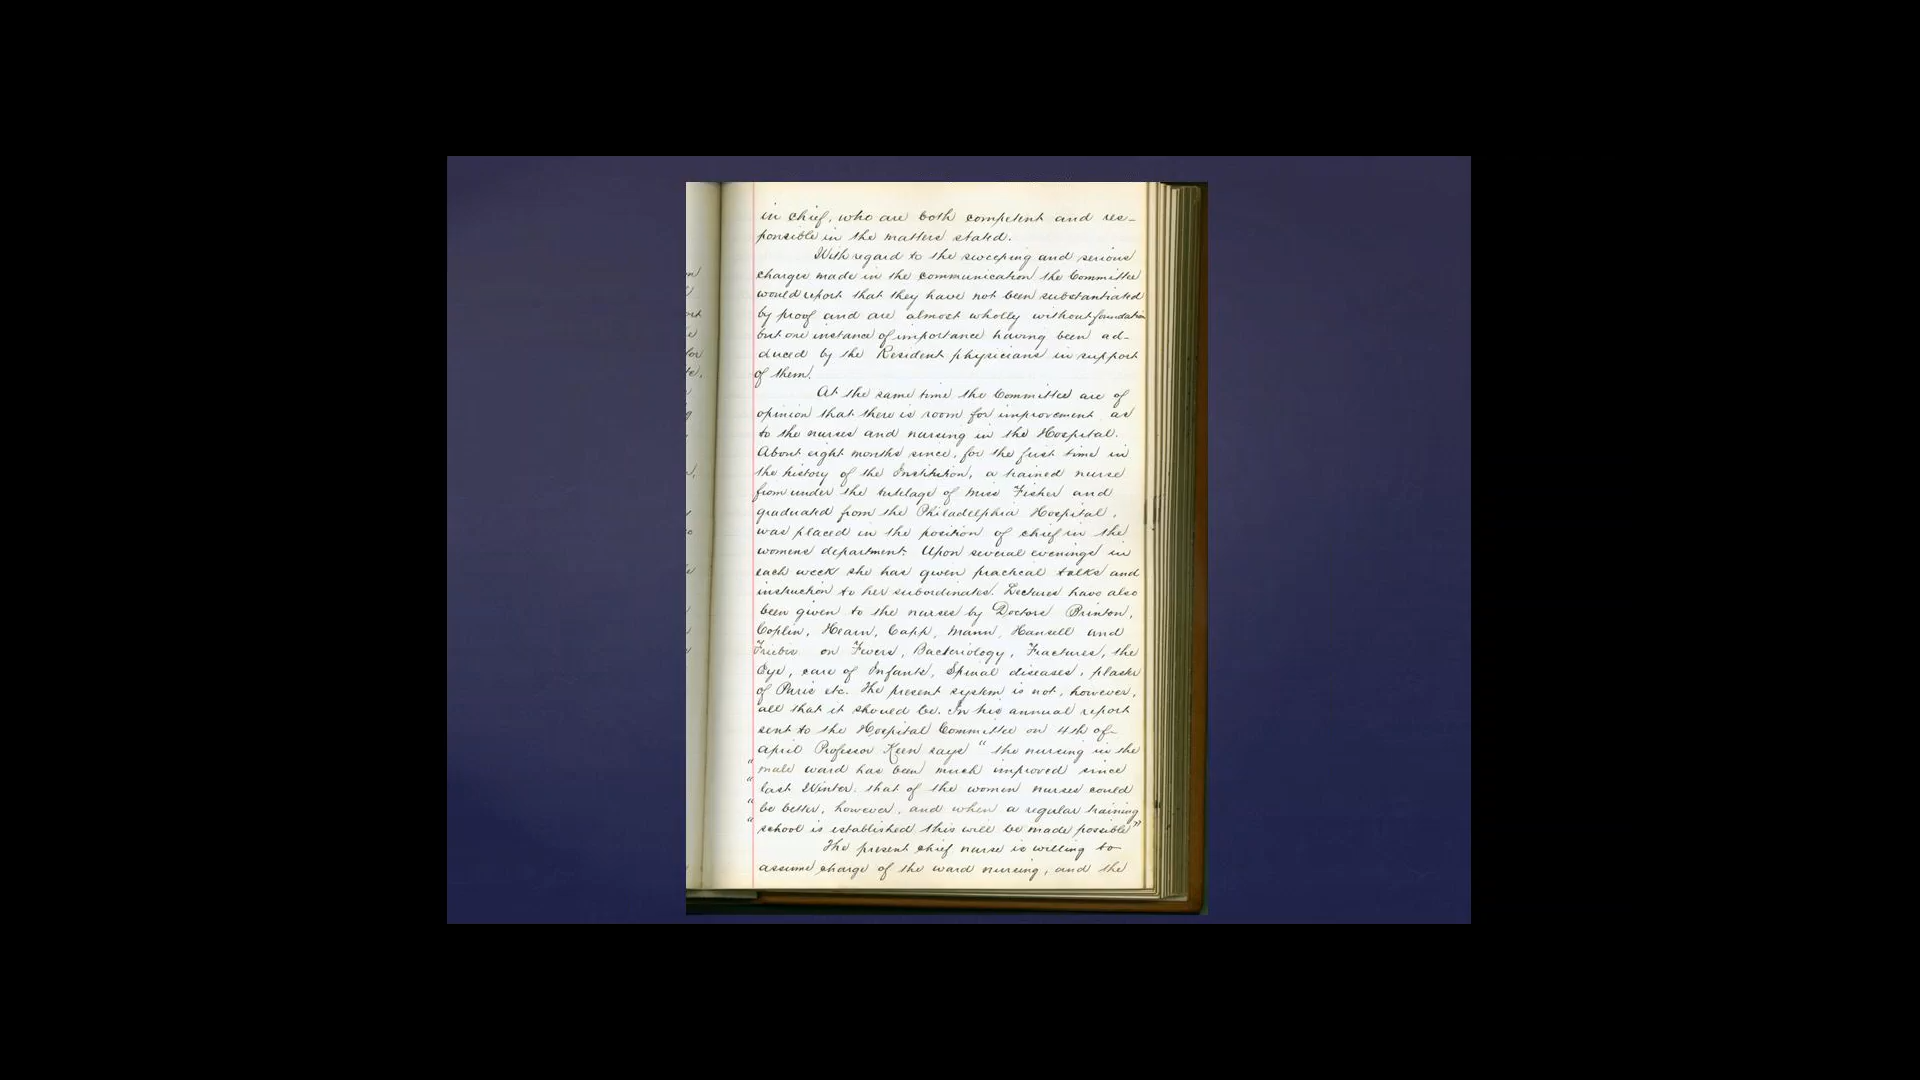 in chief, who are both competent and res-
ponsible in the matters stated.
With regard to the sweeping and serious
charges made in the communication the Committee
would report that they have not been substantiated
by proof and are almost wholly without foundation
but one instance of importance having been ad-
duced by the Resident physicians in support
of them.
At the same time the Committee are of
opinion that there is room for improvement as
to the nurses and nursing in the Hospital.
About eight months since, for the first time in
the history of the Institution, a trained nurse
from under the tutelage of Miss Fisher and
graduated from the Philadelphia Hospital,
was placed in the position of chief in the
womens department. Upon several evenings in
each week she has given practical talks and
instruction to her subordinates. Lectures have also
been given to the nurses by Doctors Brinton,
Coplin, Hearn, Capp, Mann, Hansell and
on Fevers, Bacteriology, Fractures, the
Eye, care of Infants, Spinal diseases, plaster
of Paris etc. The present system is not, however,
all that it should be. In his annual report
sent to the Hospital Committee on 4th of
April Professor Keen says "the nursing in the
"male ward has been much improved since
"last Winter. that of the women nurses could
"be better, however, and when a regular training
"school is established this will be made possible"
The present chief nurse is willing to
assume charge of the ward nursing, and the